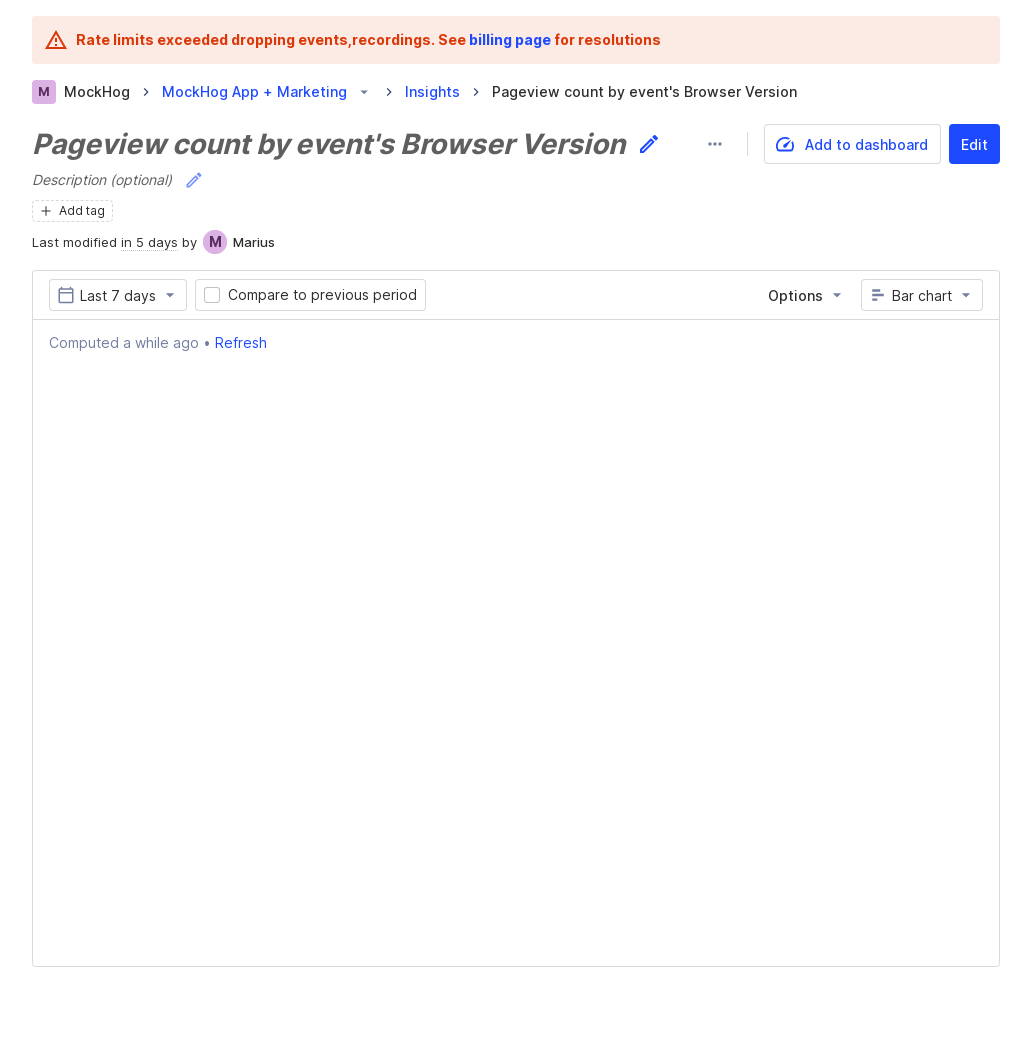 Rate limits exceeded dropping events,recordings. See billing page for resolutions
M MockHog MockHog App + Marketing Insights Pageview count by event's Browser Version
Pageview count by event's Browser Version Add to dashboard Edit
Description (optional)
Add tag
Last modified in 5 days by M Marius
Last 7 days Compare to previous period Options Bar chart
Computed a while ago • Refresh